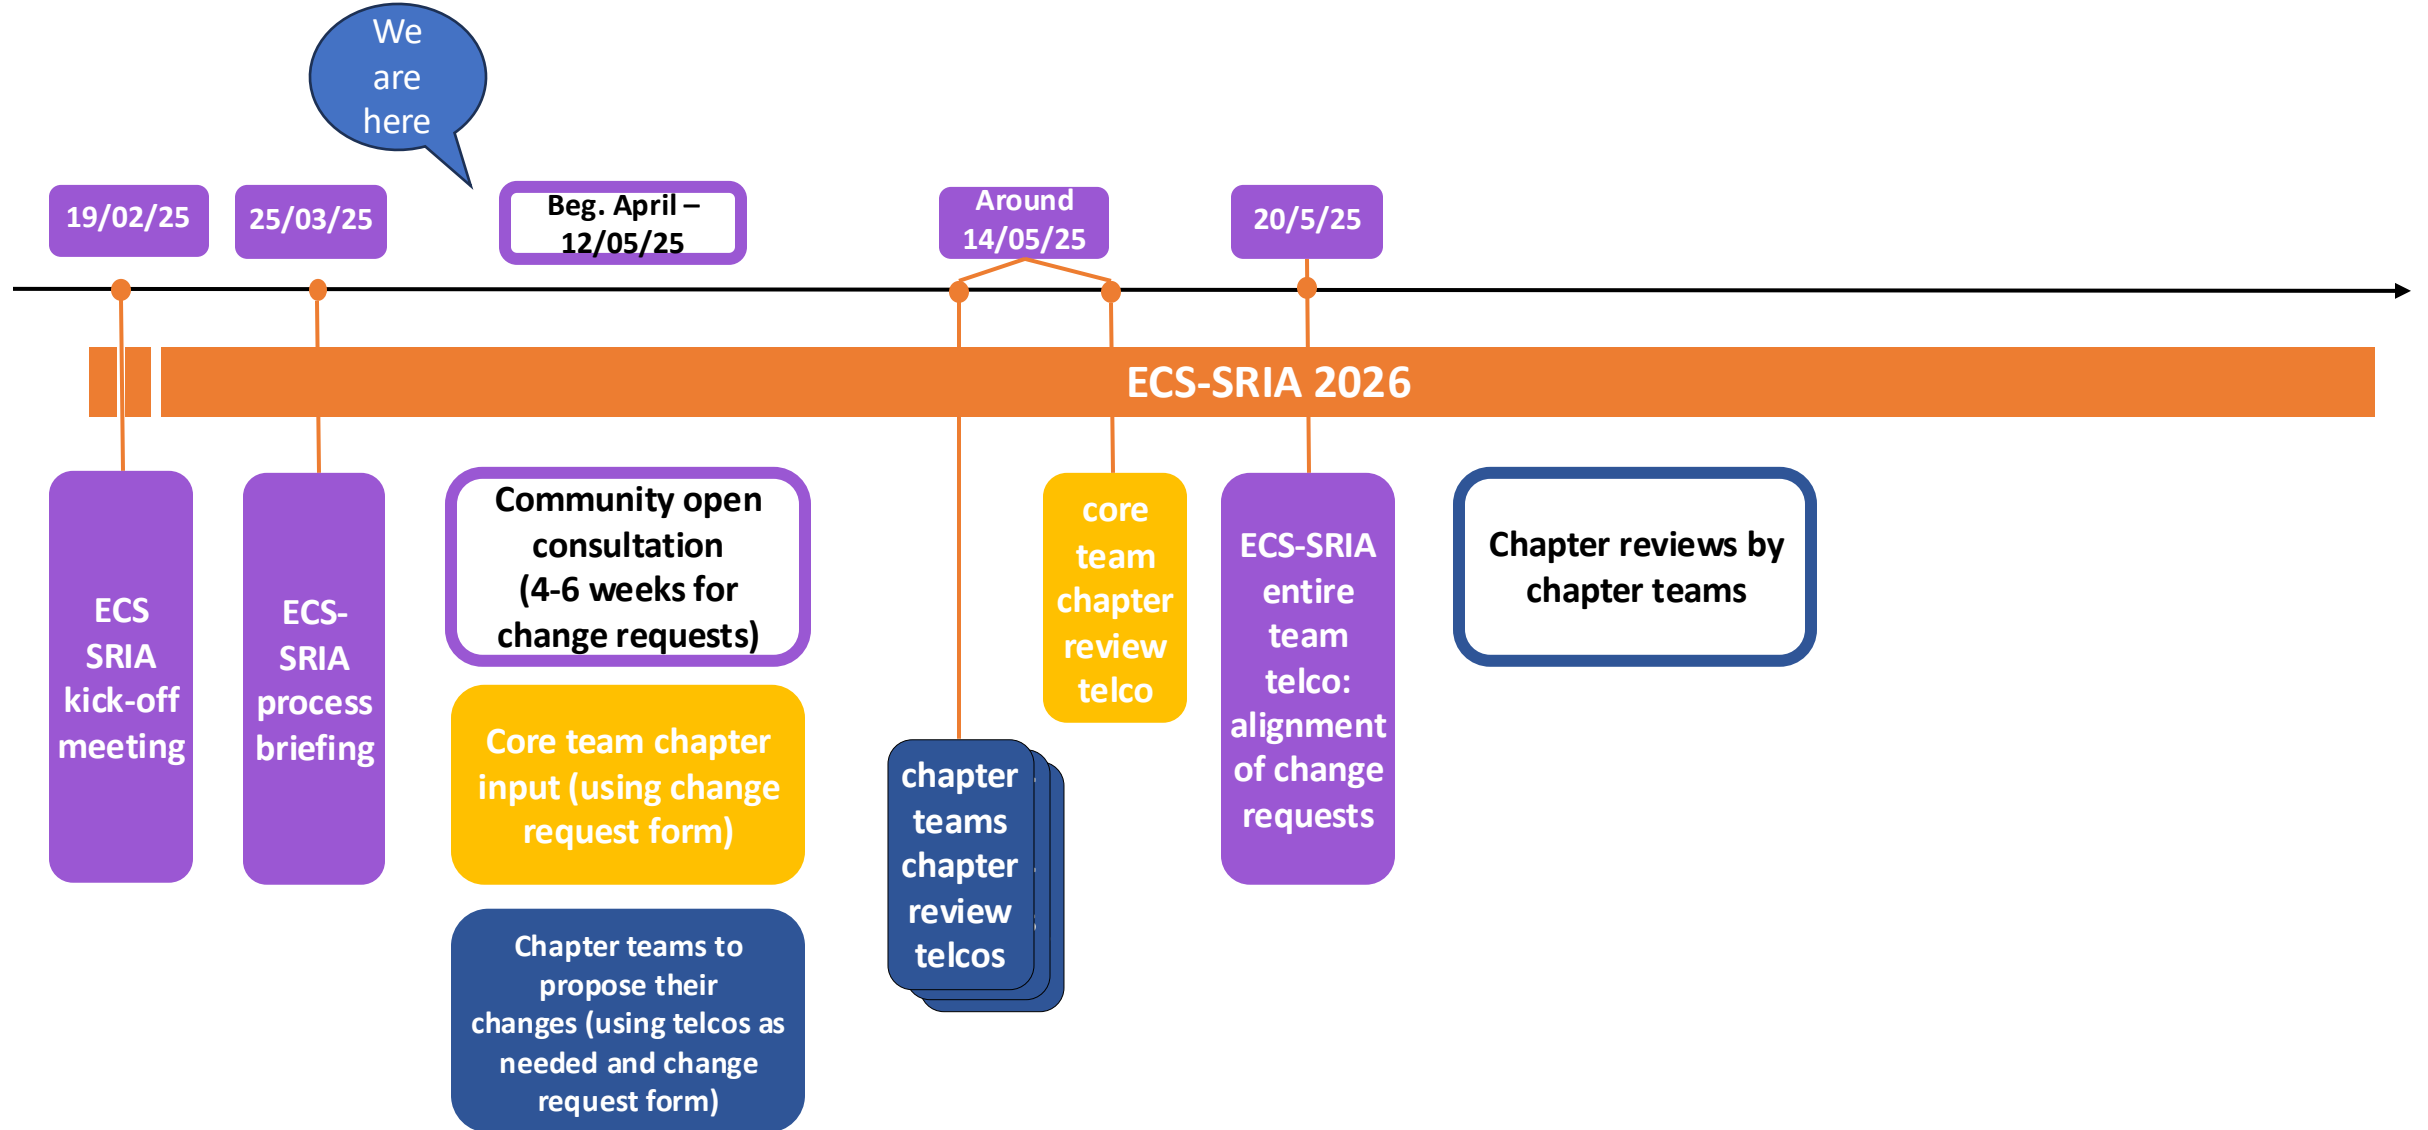 We
are
here
19/02/25
25/03/25
Beg. April –
12/05/25
Around
14/05/25
20/5/25
ECS-SRIA 2026
ECS
SRIA
kick-off
meeting
ECS-
SRIA
process
briefing
Community open
consultation
(4-6 weeks for
change requests)
Core team chapter
input (using change
request form)
Chapter teams to
propose their
changes (using telcos as
needed and change
request form)
chapter
teams
chapter
review
telcos
core
team
chapter
review
telco
ECS-SRIA
entire
team
telco:
alignment
of change
requests
Chapter reviews by
chapter teams